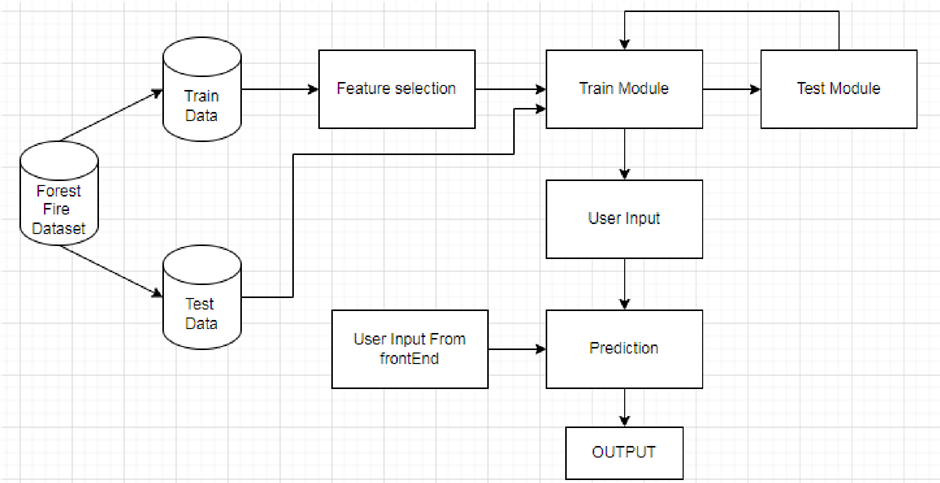 Train
Data
Feature selection
Train Module
Test Module
Forest
Fire
Dataset
User Input
Test
Data
User Input From
frontEnd
Prediction
OUTPUT